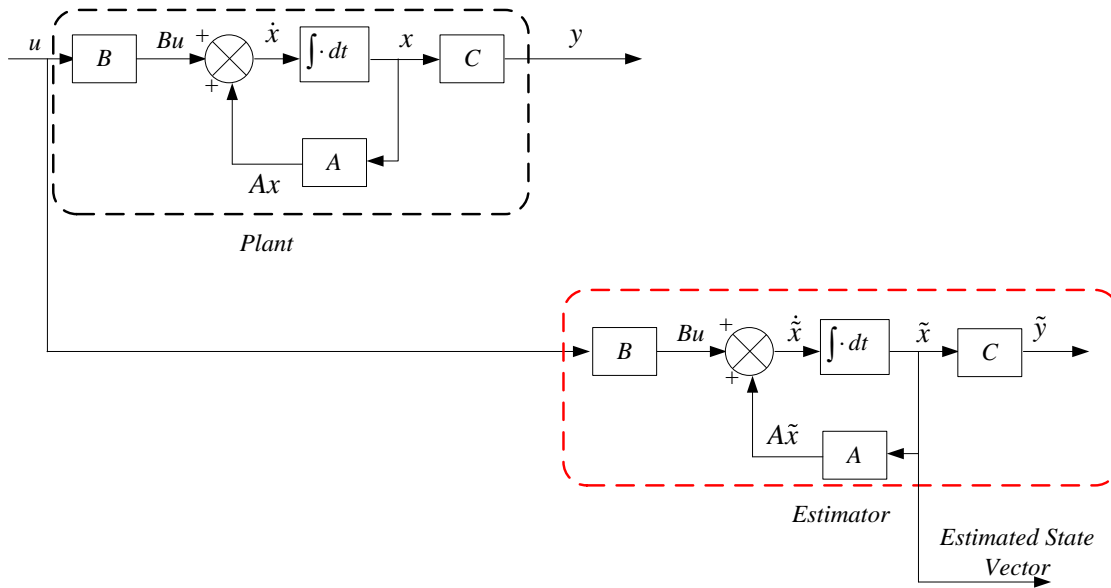 u
B
Bu
+
+
ẋ
∫· dt
x
C
y
A
Ax
Plant
B
Bu
+
+
x̃̇
∫· dt
x̃
C
ỹ
A
Ax̃
Estimator
Estimated State
Vector